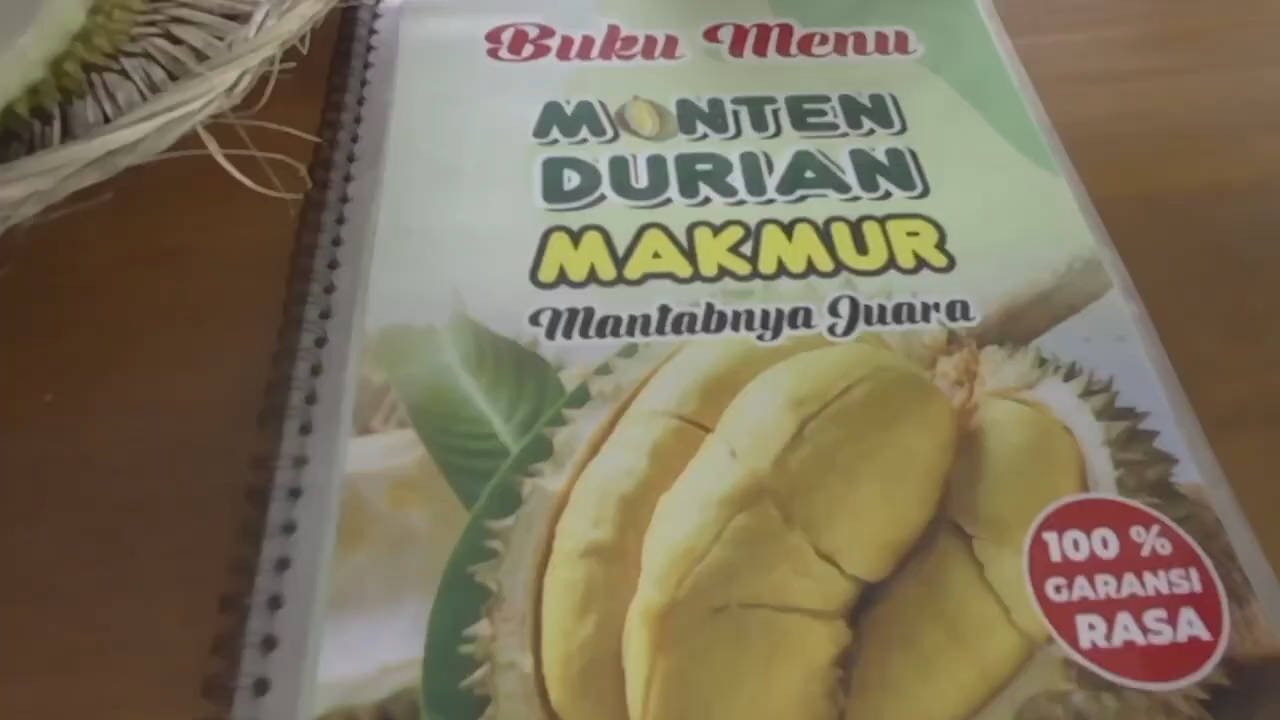 Buku Menu
MONTEN
DURIAN
MAKMUR
Mantabnya Juara
100 %
GARANSI
RASA